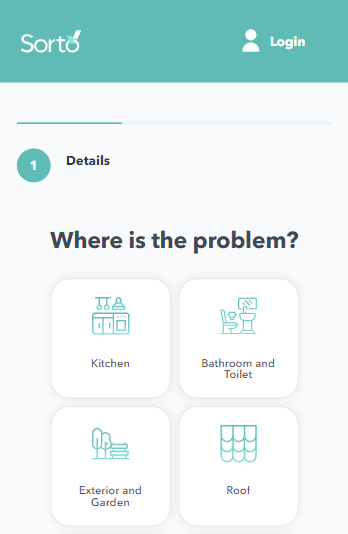 Sorto
Login
1
Details
Where is the problem?
Kitchen
Bathroom and
Toilet
Exterior and
Garden
Roof